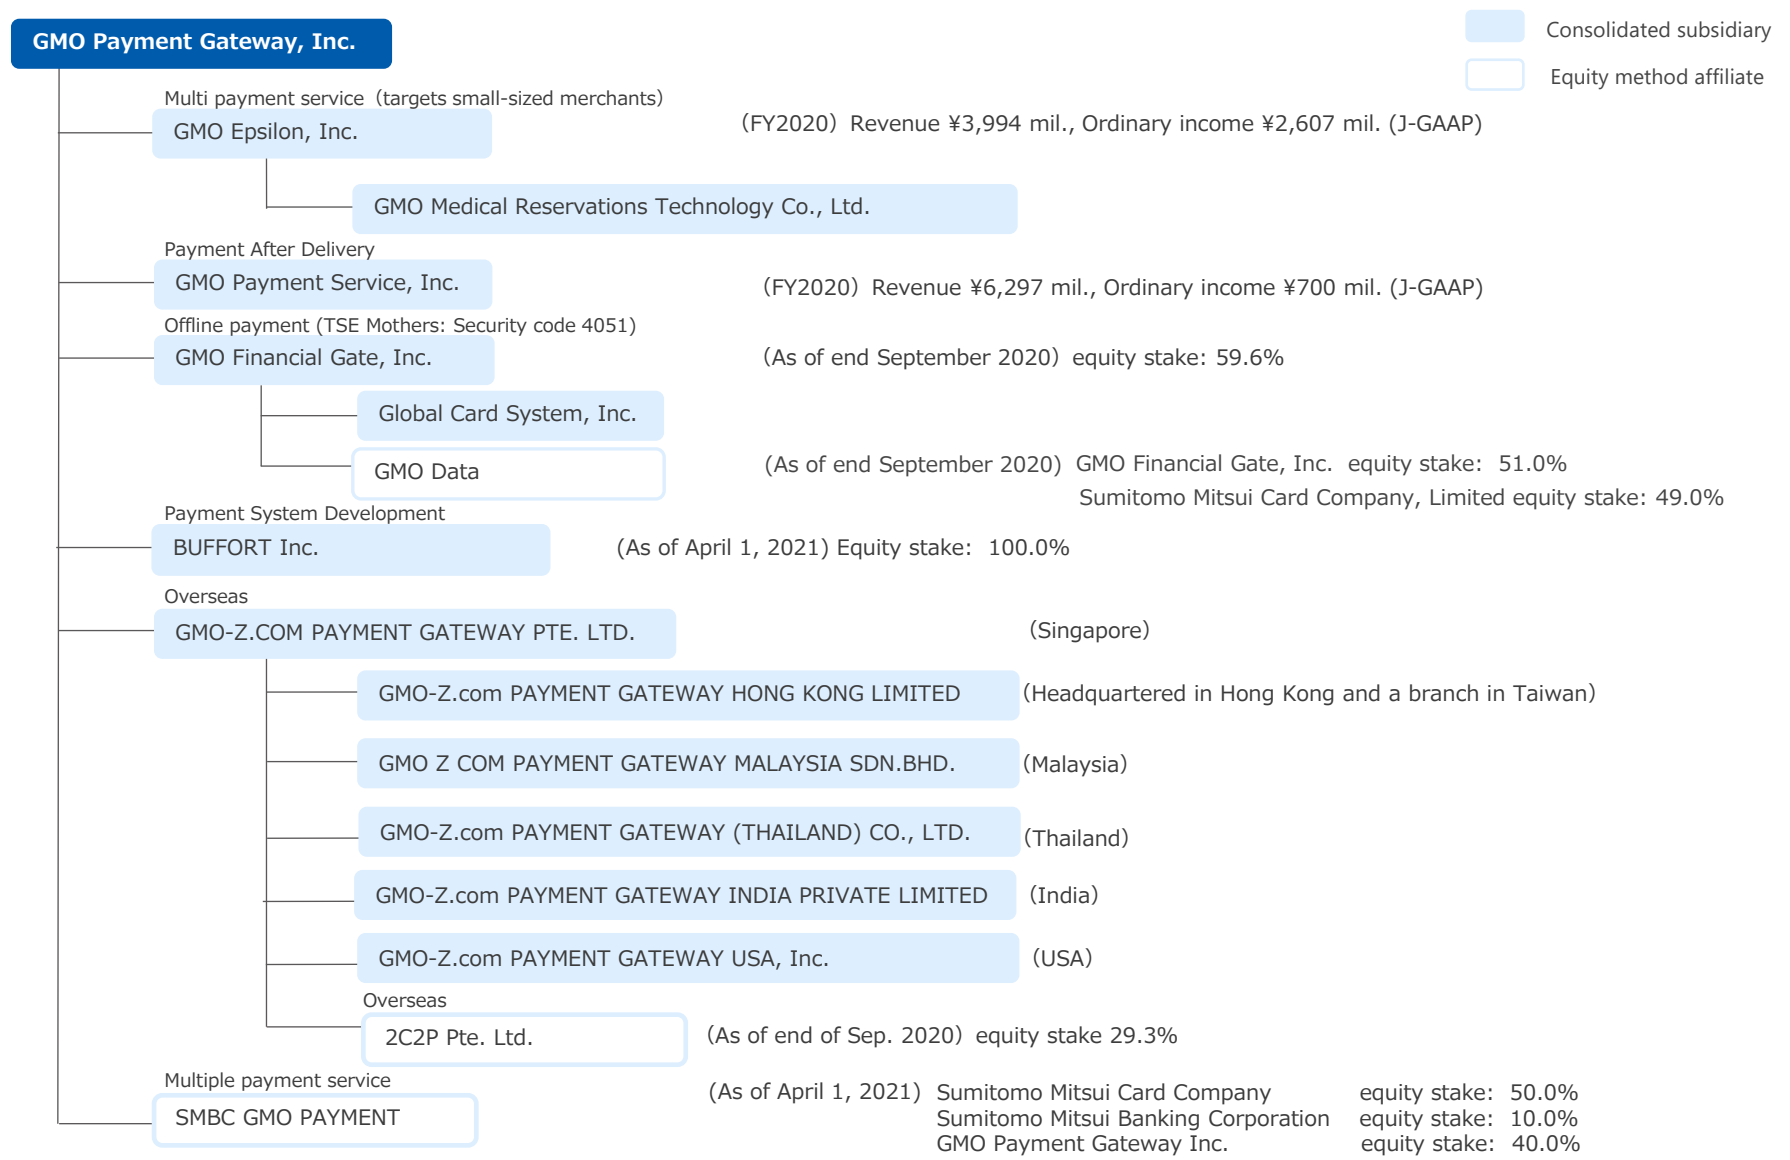 GMO Payment Gateway, Inc.
Consolidated subsidiary
Equity method affiliate
Multi payment service（targets small-sized merchants）
GMO Epsilon, Inc.
（FY2020）Revenue ¥3,994 mil., Ordinary income ¥2,607 mil. (J-GAAP)
GMO Medical Reservations Technology Co., Ltd.
Payment After Delivery
GMO Payment Service, Inc.
（FY2020）Revenue ¥6,297 mil., Ordinary income ¥700 mil. (J-GAAP)
Offline payment (TSE Mothers: Security code 4051)
GMO Financial Gate, Inc.
（As of end September 2020）equity stake: 59.6%
Global Card System, Inc.
GMO Data
(As of end September 2020) GMO Financial Gate, Inc. equity stake: 51.0%
Sumitomo Mitsui Card Company, Limited equity stake: 49.0%
Payment System Development
BUFFORT Inc.
(As of April 1, 2021) Equity stake: 100.0%
Overseas
GMO-Z.COM PAYMENT GATEWAY PTE. LTD.
（Singapore）
GMO-Z.com PAYMENT GATEWAY HONG KONG LIMITED
（Headquartered in Hong Kong and a branch in Taiwan）
GMO Z COM PAYMENT GATEWAY MALAYSIA SDN.BHD.
（Malaysia）
GMO-Z.com PAYMENT GATEWAY (THAILAND) CO., LTD.
（Thailand）
GMO-Z.com PAYMENT GATEWAY INDIA PRIVATE LIMITED
（India）
GMO-Z.com PAYMENT GATEWAY USA, Inc.
（USA）
Overseas
2C2P Pte. Ltd.
（As of end of Sep. 2020）equity stake 29.3%
Multiple payment service
SMBC GMO PAYMENT
(As of April 1, 2021) Sumitomo Mitsui Card Company equity stake: 50.0%
Sumitomo Mitsui Banking Corporation equity stake: 10.0%
GMO Payment Gateway Inc. equity stake: 40.0%